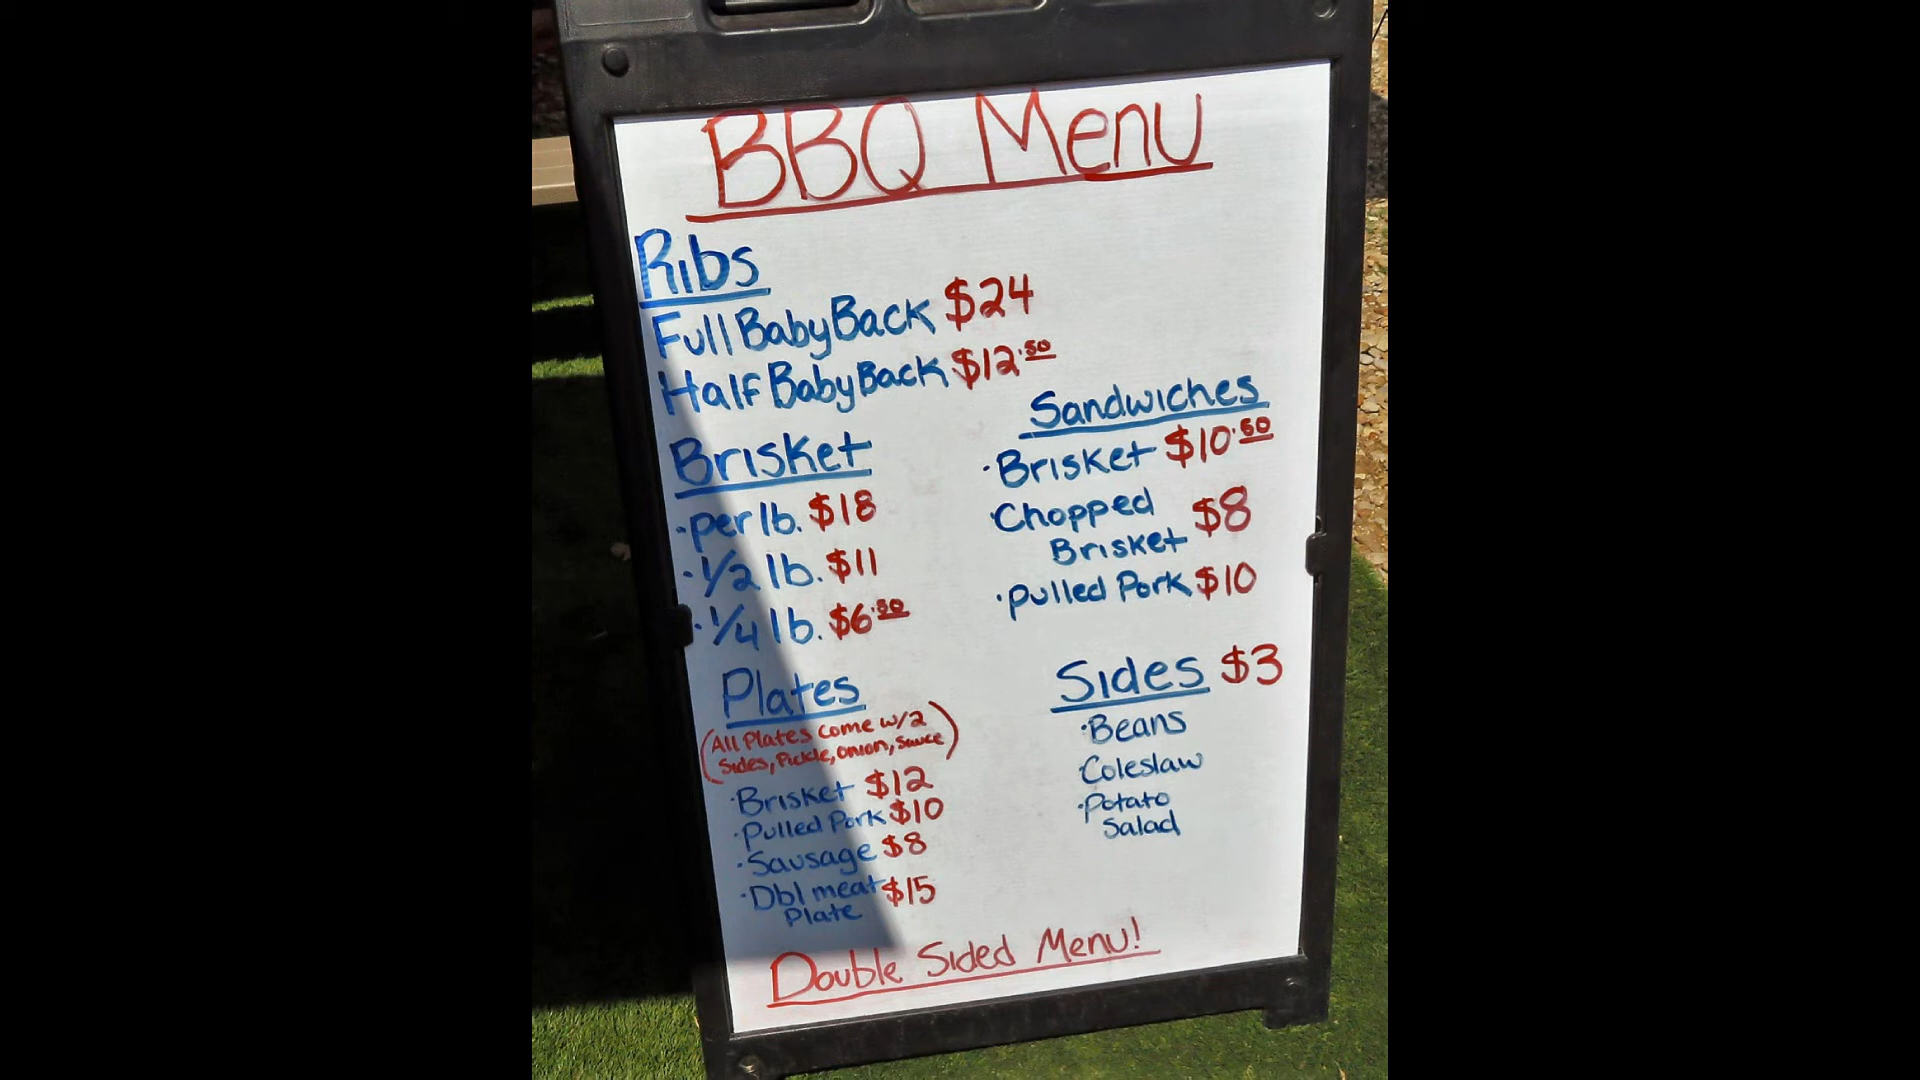 BBQ Menu
Ribs
Full Baby Back $24
Half Baby Back $12.50
Brisket
·per lb. $18
·1/2 lb. $11
·1/4 lb. $6.50
Plates
(All Plates come w/2
Sides, Pickle, onion, Sauce)
·Brisket $12
·Pulled Pork $10
·Sausage $8
·Dbl meat $15
Plate
Sandwiches
·Brisket $10.50
·Chopped
Brisket $8
·pulled Pork $10
Sides $3
·Beans
·Coleslaw
·Potato
Salad
Double Sided Menu!